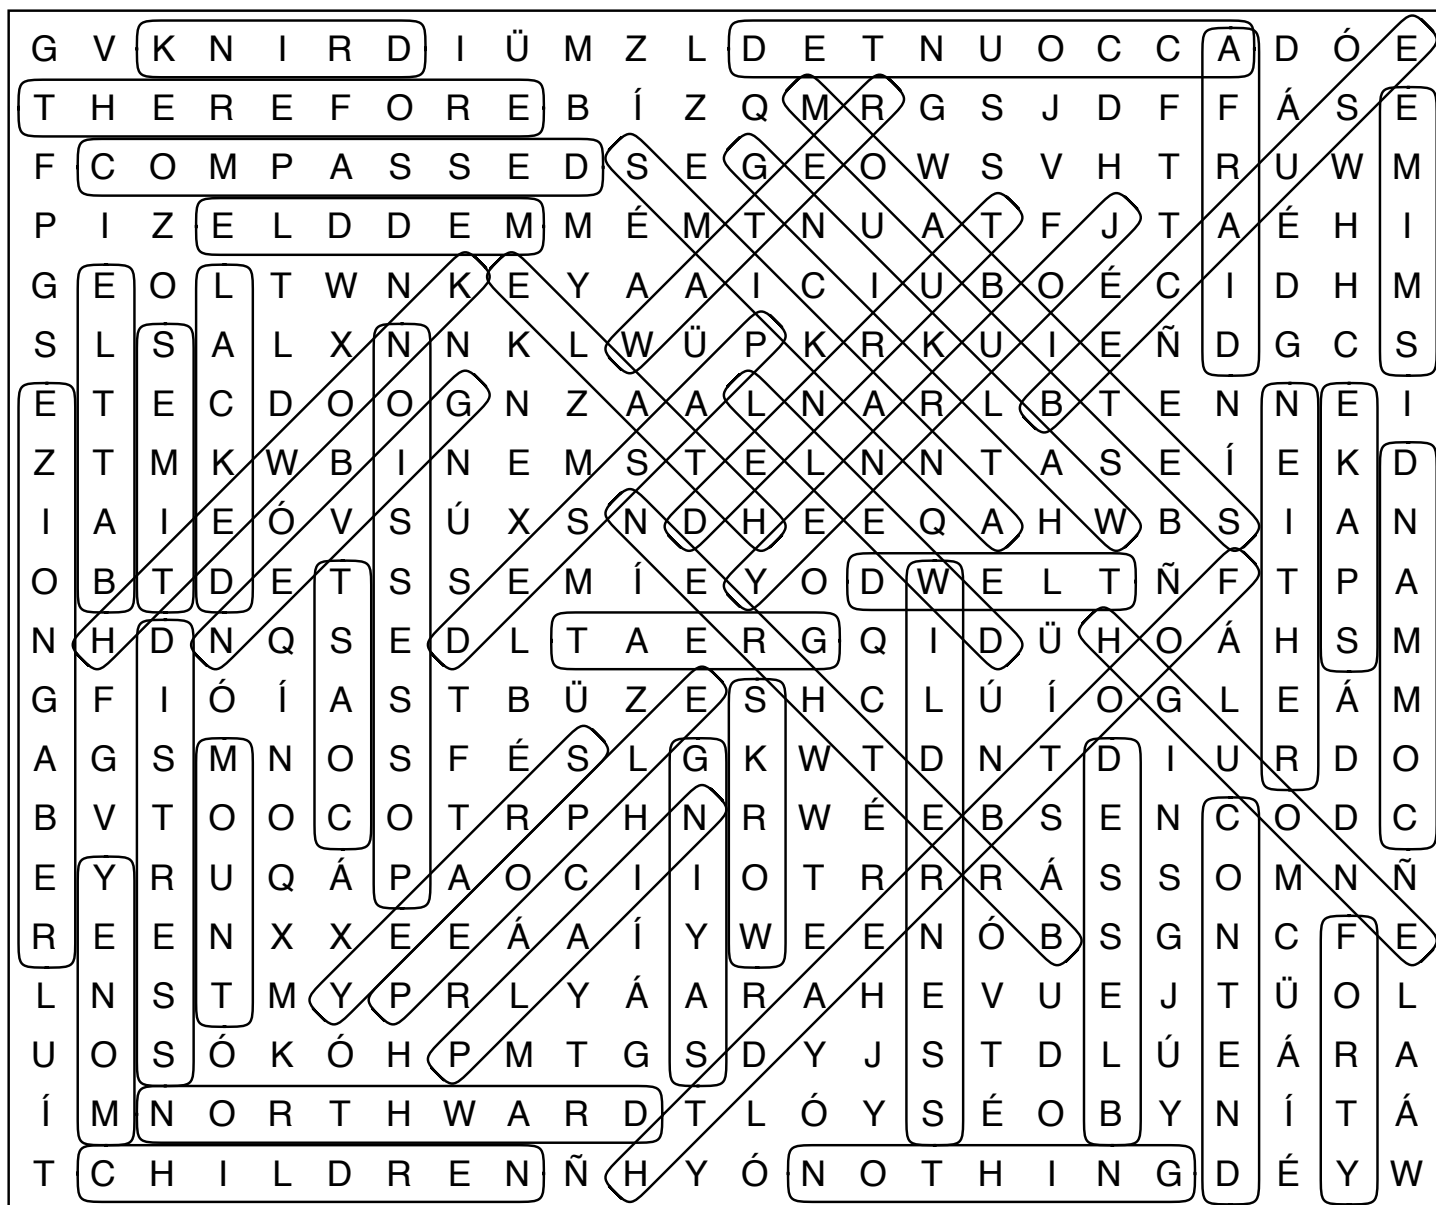 G V K N I R D I Ü M Z L D E T N U O C C A D Ó E
T H E R E F O R E B Í Z Q M R G S J D F F Á S E
F C O M P A S S E D S E G E O W S V H T R U W M
P I Z E L D D E M M É M T N U A T F J T A É H I
G E O L T W N K E Y A A I C I U B O É C I D H M
S L S A L X N N K L W Ü P K R K U I E Ñ D G C S
E T E C D O O G N Z A A L N A R L B T E N N E I
Z T M K W B I N E M S T E L N N T A S E Í E K D
I A I E Ó V S Ú X S N D H E E Q A H W B S I A N
O B T D E T S S E M Í E Y O D W E L T Ñ F T P A
N H D N Q S E D L T A E R G Q I D Ü H O Á H S M
G F I Ó Í A S T B Ü Z E S H C L Ú Í O G L E Á M
A G S M N O S F É S L G K W T D N T D I U R D O
B V T O O C O T R P H N R W É E B S E N C O D C
E Y R U Q Á P A O C I I O T R R R Á S S O M N Ñ
R E E N X X E E Á A Í Y W E E N Ó B S G N C F E
L N S T M Y P R L Y Á A R A H E V U E J T Ü O L
U O S Ó K Ó H P M T G S D Y J S T D L Ú E Á R A
Í M N O R T H W A R D T L Ó Y S É O B Y N Í T Á
T C H I L D R E N Ñ H Y Ó N O T H I N G D É Y W